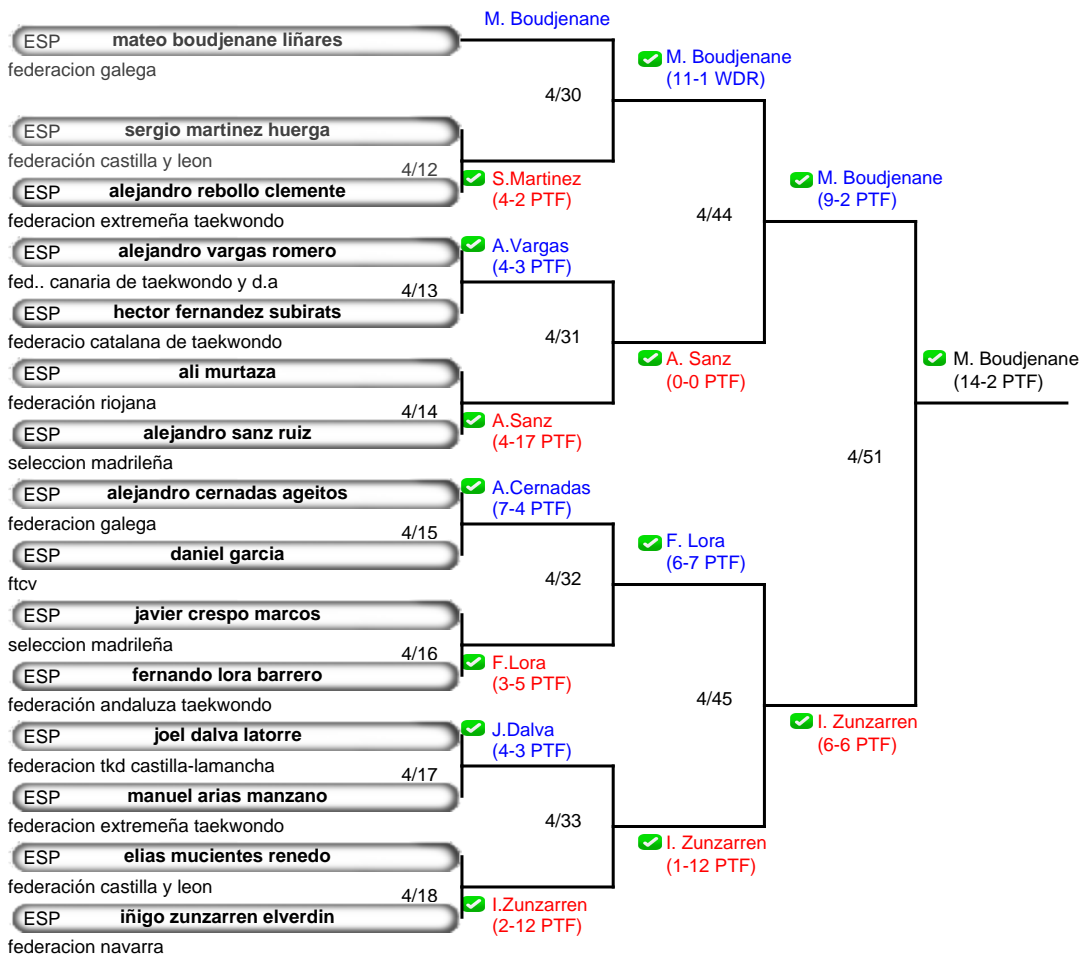 M. Boudjenane
ESP mateo boudjenane liñares
federacion galega
M. Boudjenane
(11-1 WDR)
4/30
ESP sergio martinez huerga
federación castilla y leon
4/12
S.Martinez
(4-2 PTF)
ESP alejandro rebollo clemente
federacion extremeña taekwondo
M. Boudjenane
(9-2 PTF)
4/44
ESP alejandro vargas romero
fed.. canaria de taekwondo y d.a
A.Vargas
(4-3 PTF)
4/13
ESP hector fernandez subirats
federacio catalana de taekwondo
4/31
A. Sanz
(0-0 PTF)
M. Boudjenane
(14-2 PTF)
ESP ali murtaza
federación riojana
4/14
A.Sanz
(4-17 PTF)
ESP alejandro sanz ruiz
seleccion madrileña
4/51
ESP alejandro cernadas ageitos
federacion galega
A.Cernadas
(7-4 PTF)
4/15
ESP daniel garcia
ftcv
F. Lora
(6-7 PTF)
4/32
ESP javier crespo marcos
seleccion madrileña
4/16
F.Lora
(3-5 PTF)
ESP fernando lora barrero
federación andaluza taekwondo
4/45
I. Zunzarren
(6-6 PTF)
ESP joel dalva latorre
federacion tkd castilla-lamancha
J.Dalva
(4-3 PTF)
4/17
ESP manuel arias manzano
federacion extremeña taekwondo
4/33
I. Zunzarren
(1-12 PTF)
ESP elias mucientes renedo
federación castilla y leon
4/18
I.Zunzarren
(2-12 PTF)
ESP iñigo zunzarren elverdin
federacion navarra